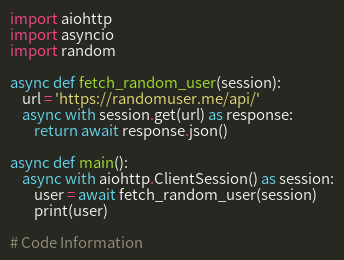 import aiohttp
import asyncio
import random

async def fetch_random_user(session):
    url = 'https://randomuser.me/api/'
    async with session.get(url) as response:
        return await response.json()

async def main():
    async with aiohttp.ClientSession() as session:
        user = await fetch_random_user(session)
        print(user)

# Code Information